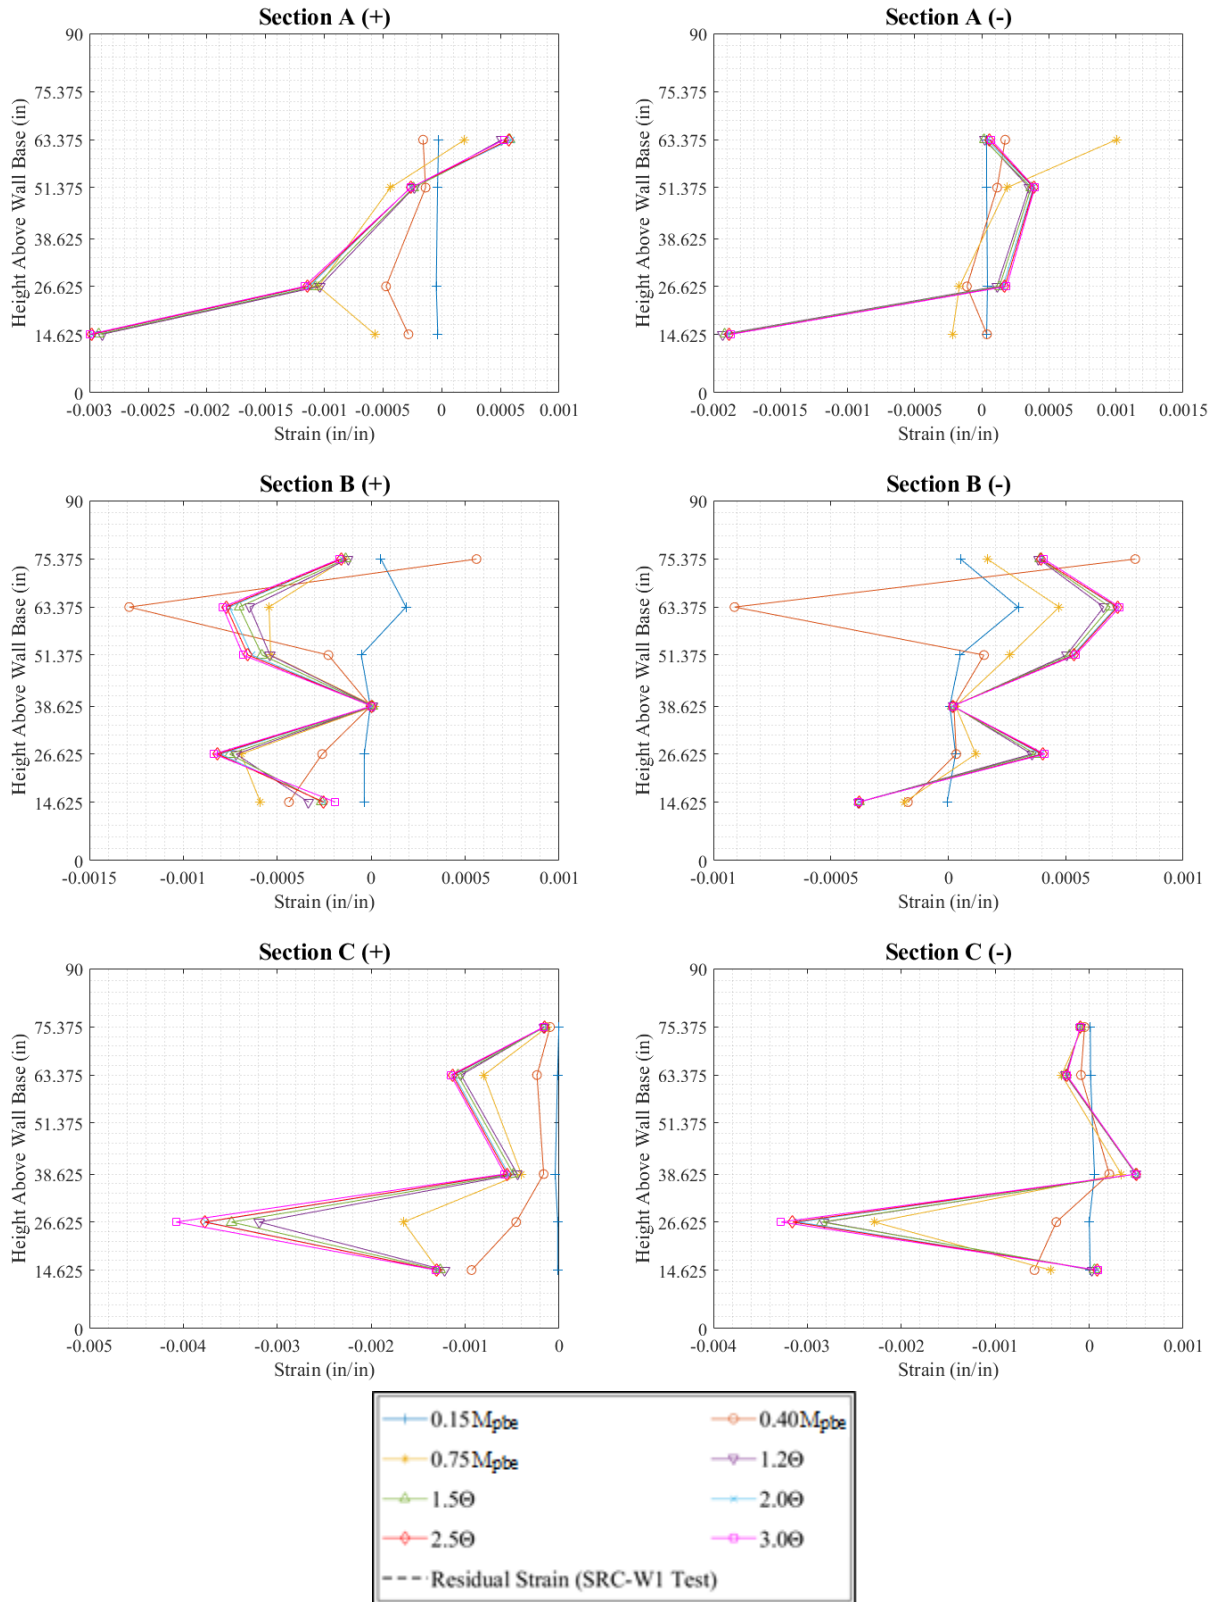 Section A (+)
90
75.375
63.375
51.375
38.625
26.625
14.625
0
Height Above Wall Base (in)
-0.003 -0.0025 -0.002 -0.0015 -0.001 -0.0005 0 0.0005 0.001
Strain (in/in)
Section A (-)
90
75.375
63.375
51.375
38.625
26.625
14.625
0
Height Above Wall Base (in)
-0.002 -0.0015 -0.001 -0.0005 0 0.0005 0.001 0.0015
Strain (in/in)
Section B (+)
90
75.375
63.375
51.375
38.625
26.625
14.625
0
Height Above Wall Base (in)
-0.0015 -0.001 -0.0005 0 0.0005 0.001
Strain (in/in)
Section B (-)
90
75.375
63.375
51.375
38.625
26.625
14.625
0
Height Above Wall Base (in)
-0.001 -0.0005 0 0.0005 0.001
Strain (in/in)
Section C (+)
90
75.375
63.375
51.375
38.625
26.625
14.625
0
Height Above Wall Base (in)
-0.005 -0.004 -0.003 -0.002 -0.001 0
Strain (in/in)
Section C (-)
90
75.375
63.375
51.375
38.625
26.625
14.625
0
Height Above Wall Base (in)
-0.004 -0.003 -0.002 -0.001 0 0.001
Strain (in/in)
0.15Mpbe 0.40Mpbe
0.75Mpbe 1.2Θ
1.5Θ 2.0Θ
2.5Θ 3.0Θ
Residual Strain (SRC-W1 Test)